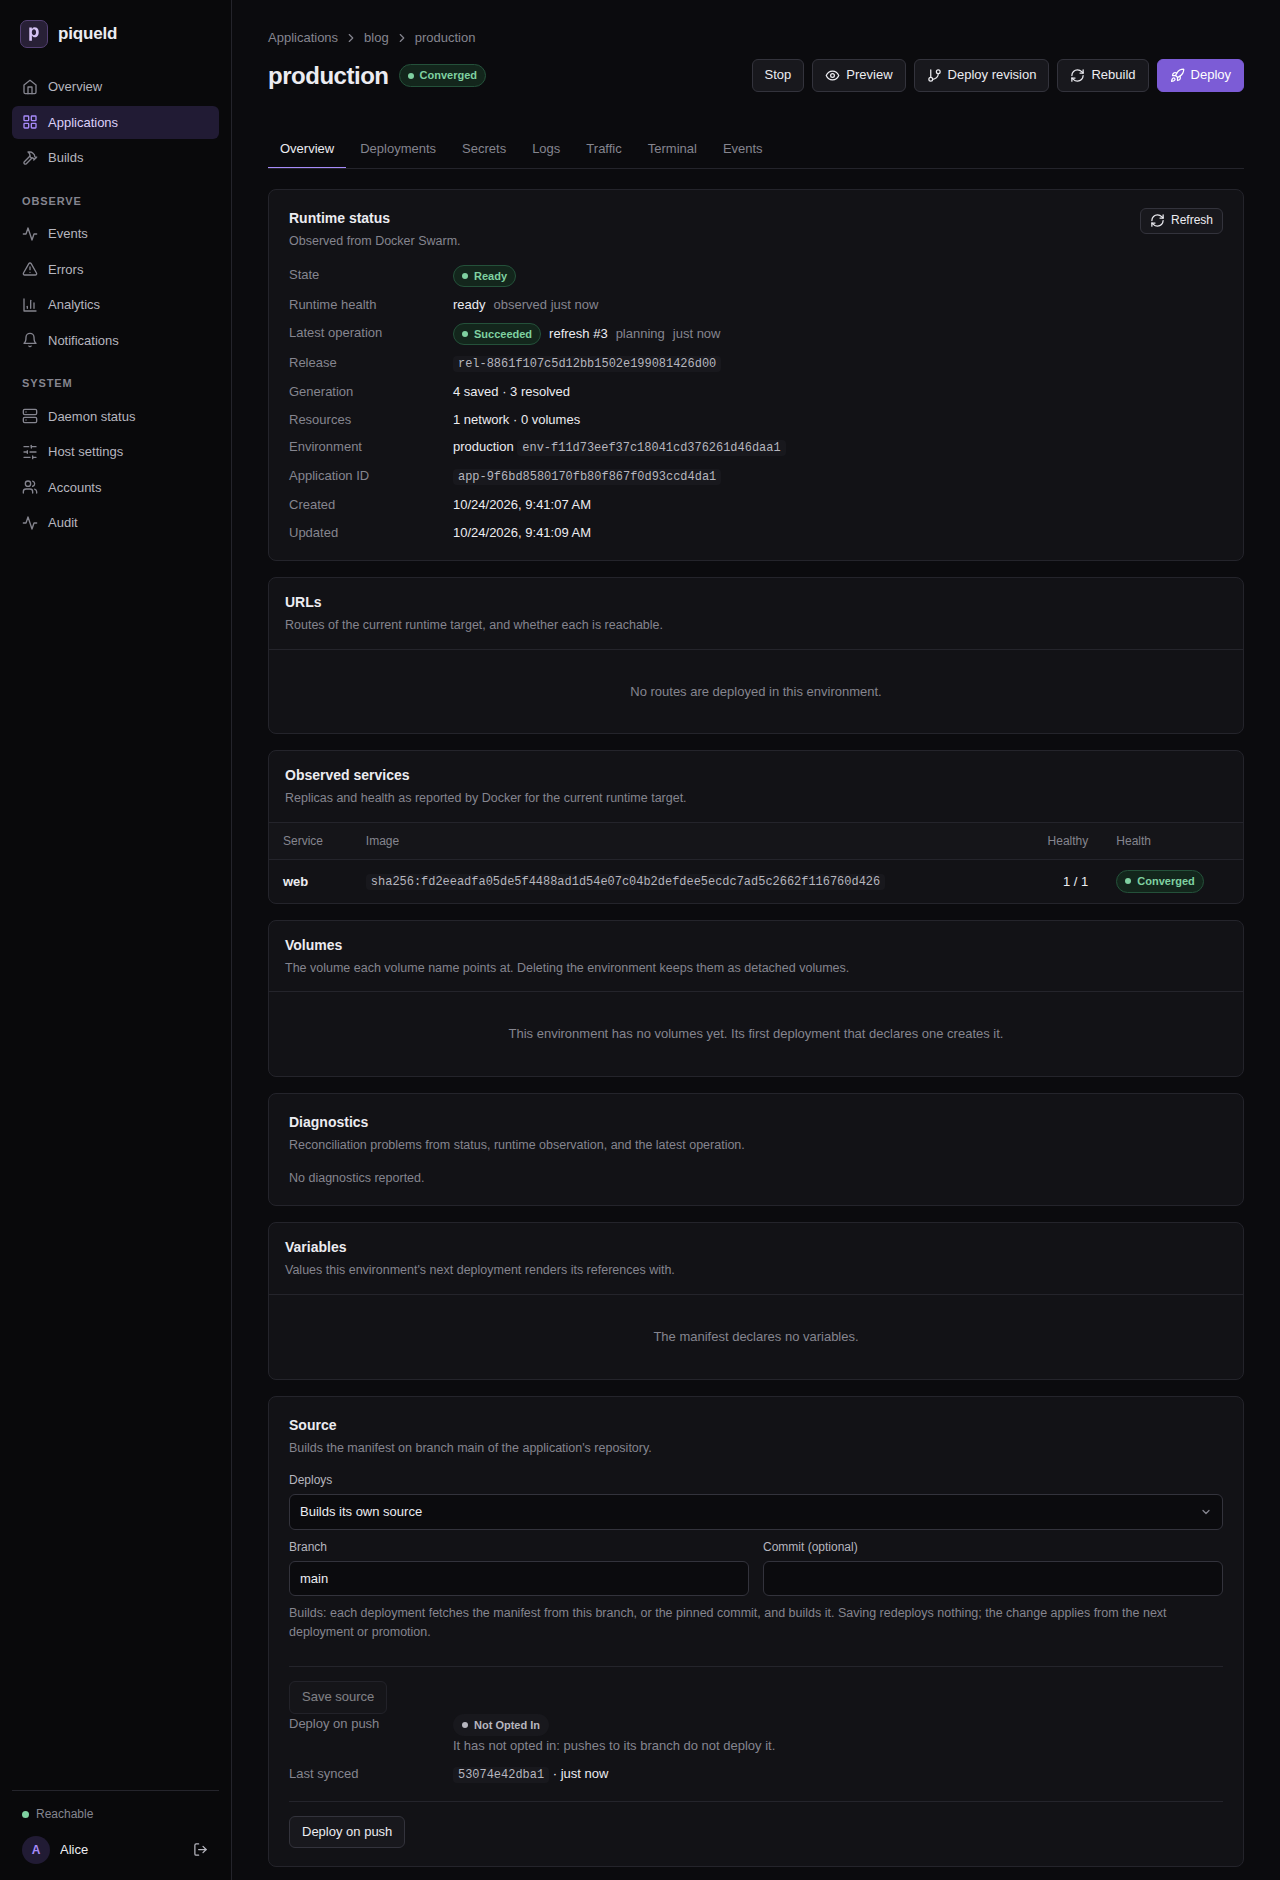 piqueld
Overview
Applications
Builds
OBSERVE
Events
Errors
Analytics
Notifications
SYSTEM
Daemon status
Host settings
Accounts
Audit
Reachable
A Alice
Applications > blog > production
production Converged
Stop Preview Deploy revision Rebuild Deploy
Overview Deployments Secrets Logs Traffic Terminal Events
Runtime status
Refresh
Observed from Docker Swarm.
State Ready
Runtime health ready observed just now
Latest operation Succeeded refresh #3 planning just now
Release rel-8861f107c5d12bb1502e199081426d00
Generation 4 saved · 3 resolved
Resources 1 network · 0 volumes
Environment production env-f11d73eef37c18041cd376261d46daa1
Application ID app-9f6bd8580170fb80f867f0d93ccd4da1
Created 10/24/2026, 9:41:07 AM
Updated 10/24/2026, 9:41:09 AM
URLs
Routes of the current runtime target, and whether each is reachable.
No routes are deployed in this environment.
Observed services
Replicas and health as reported by Docker for the current runtime target.
Service Image Healthy Health
web sha256:fd2eeadfa05de5f4488ad1d54e07c04b2defdee5ecdc7ad5c2662f116760d426 1 / 1 Converged
Volumes
The volume each volume name points at. Deleting the environment keeps them as detached volumes.
This environment has no volumes yet. Its first deployment that declares one creates it.
Diagnostics
Reconciliation problems from status, runtime observation, and the latest operation.
No diagnostics reported.
Variables
Values this environment's next deployment renders its references with.
The manifest declares no variables.
Source
Builds the manifest on branch main of the application's repository.
Deploys
Builds its own source
Branch Commit (optional)
main
Builds: each deployment fetches the manifest from this branch, or the pinned commit, and builds it. Saving redeploys nothing; the change applies from the next
deployment or promotion.
Save source
Deploy on push Not Opted In
It has not opted in: pushes to its branch do not deploy it.
Last synced 53074e42dba1 · just now
Deploy on push